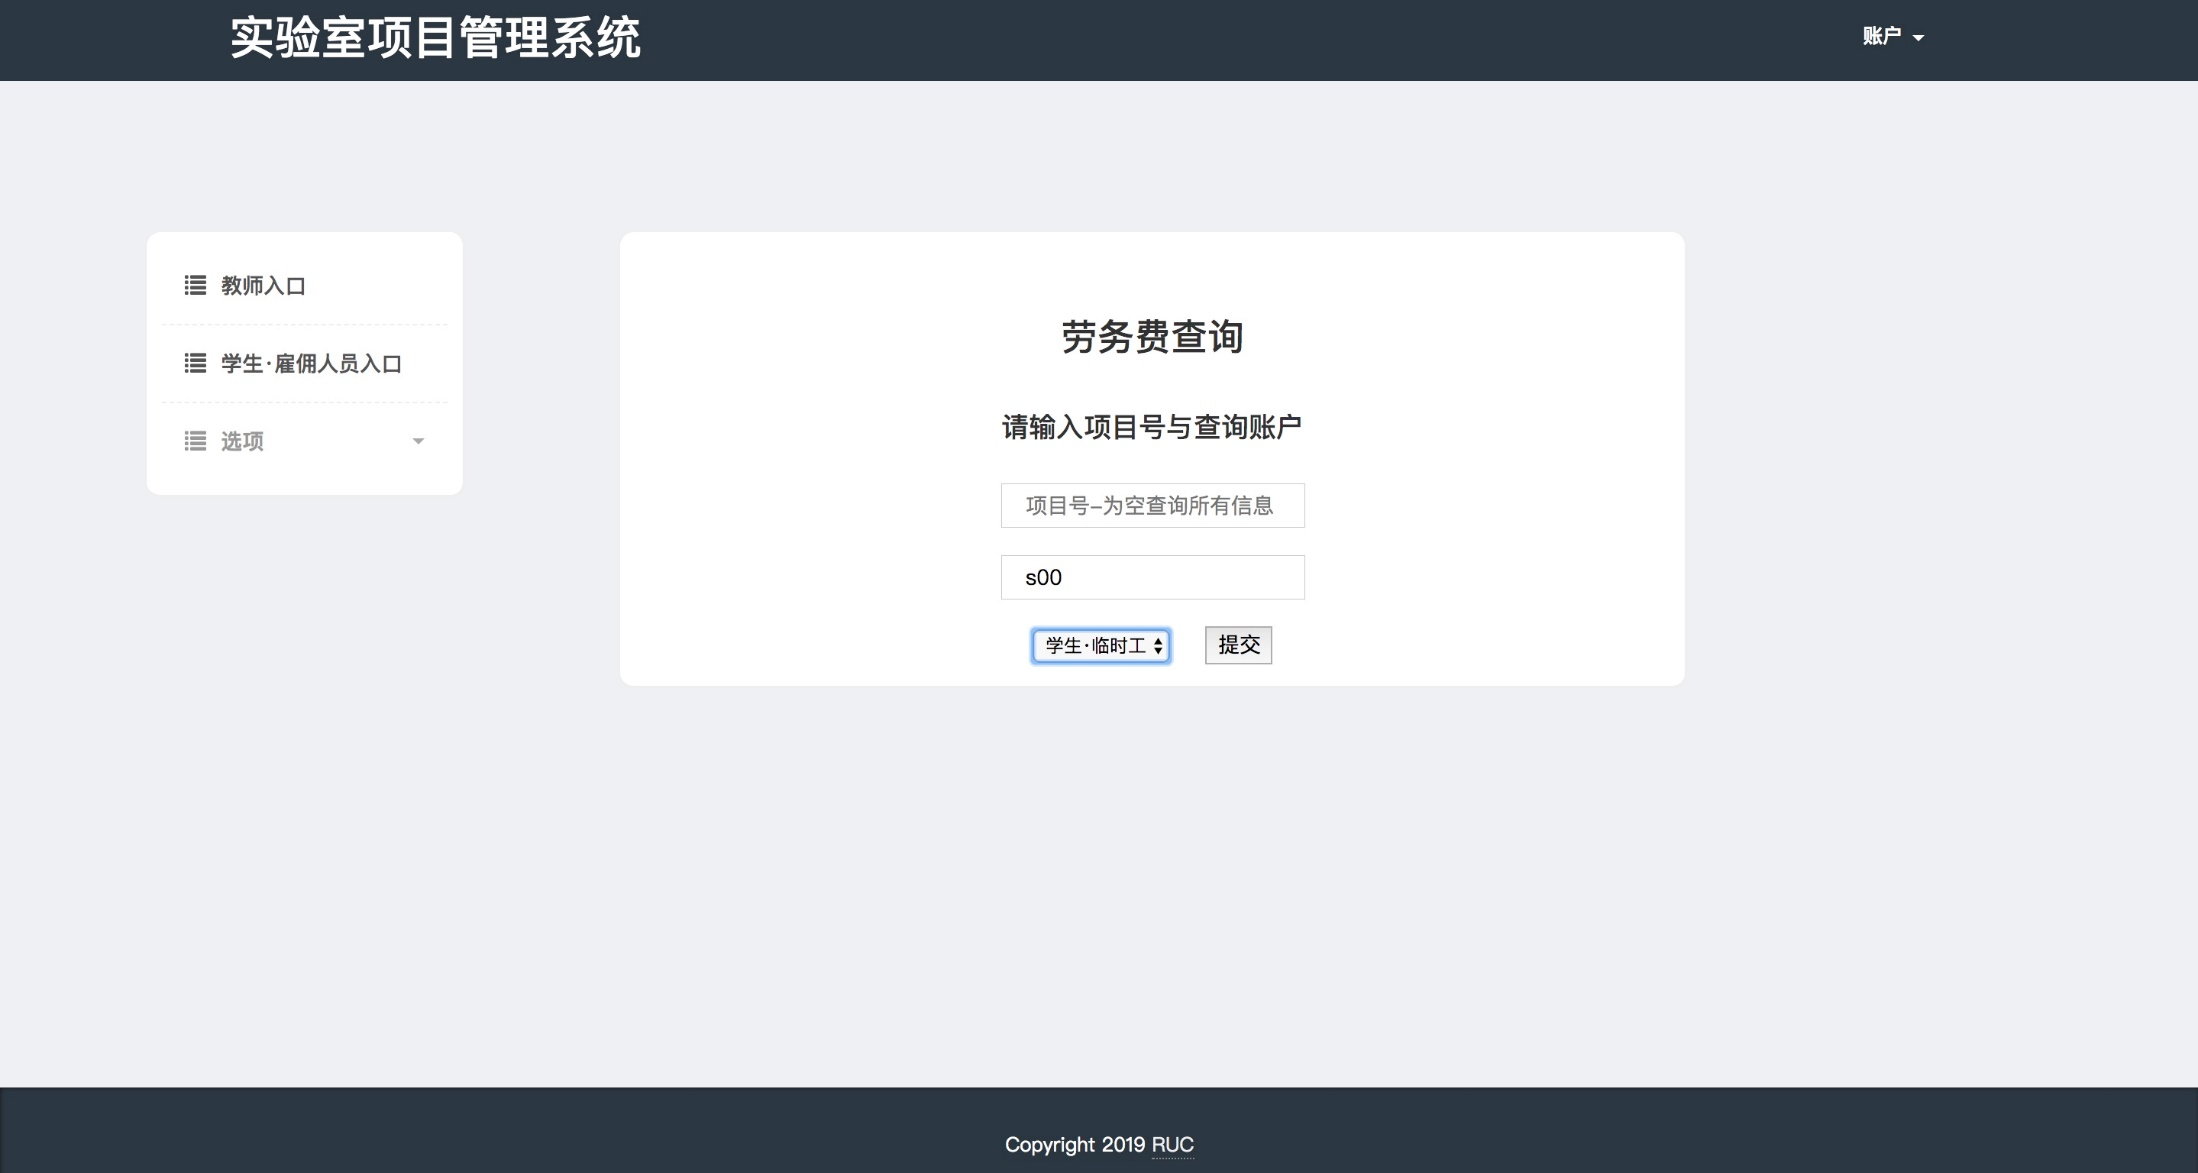 实验室项目管理系统
账户
教师入口
学生·雇佣人员入口
选项
劳务费查询
请输入项目号与查询账户
项目号-为空查询所有信息
s00
学生·临时工
提交
Copyright 2019 RUC